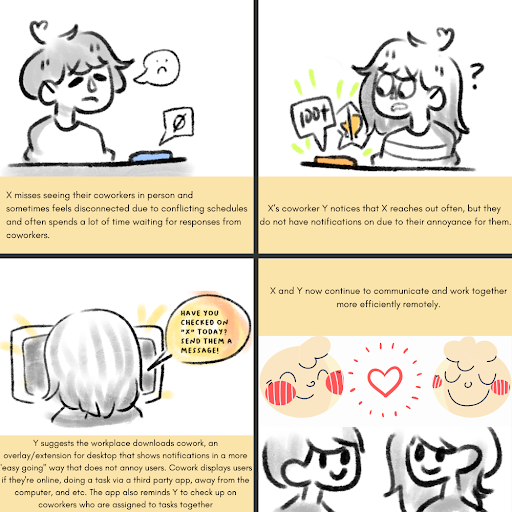 X misses seeing their coworkers in person and
sometimes feels disconnected due to conflicting schedules
and often spends a lot of time waiting for responses from
coworkers.
100+
?
X's coworker Y notices that X reaches out often, but they
do not have notifications on due to their annoyance for them.
HAVE YOU
CHECKED ON
"X" TODAY?
SEND THEM A
MESSAGE!
Y suggests the workplace downloads cowork, an
overlay/extension for desktop that shows notifications in a more
"easy going" way that does not annoy users. Cowork displays users
if they're online, doing a task via a third party app, away from the
computer, and etc. The app also reminds Y to check up on
coworkers who are assigned to tasks together
X and Y now continue to communicate and work together
more efficiently remotely.